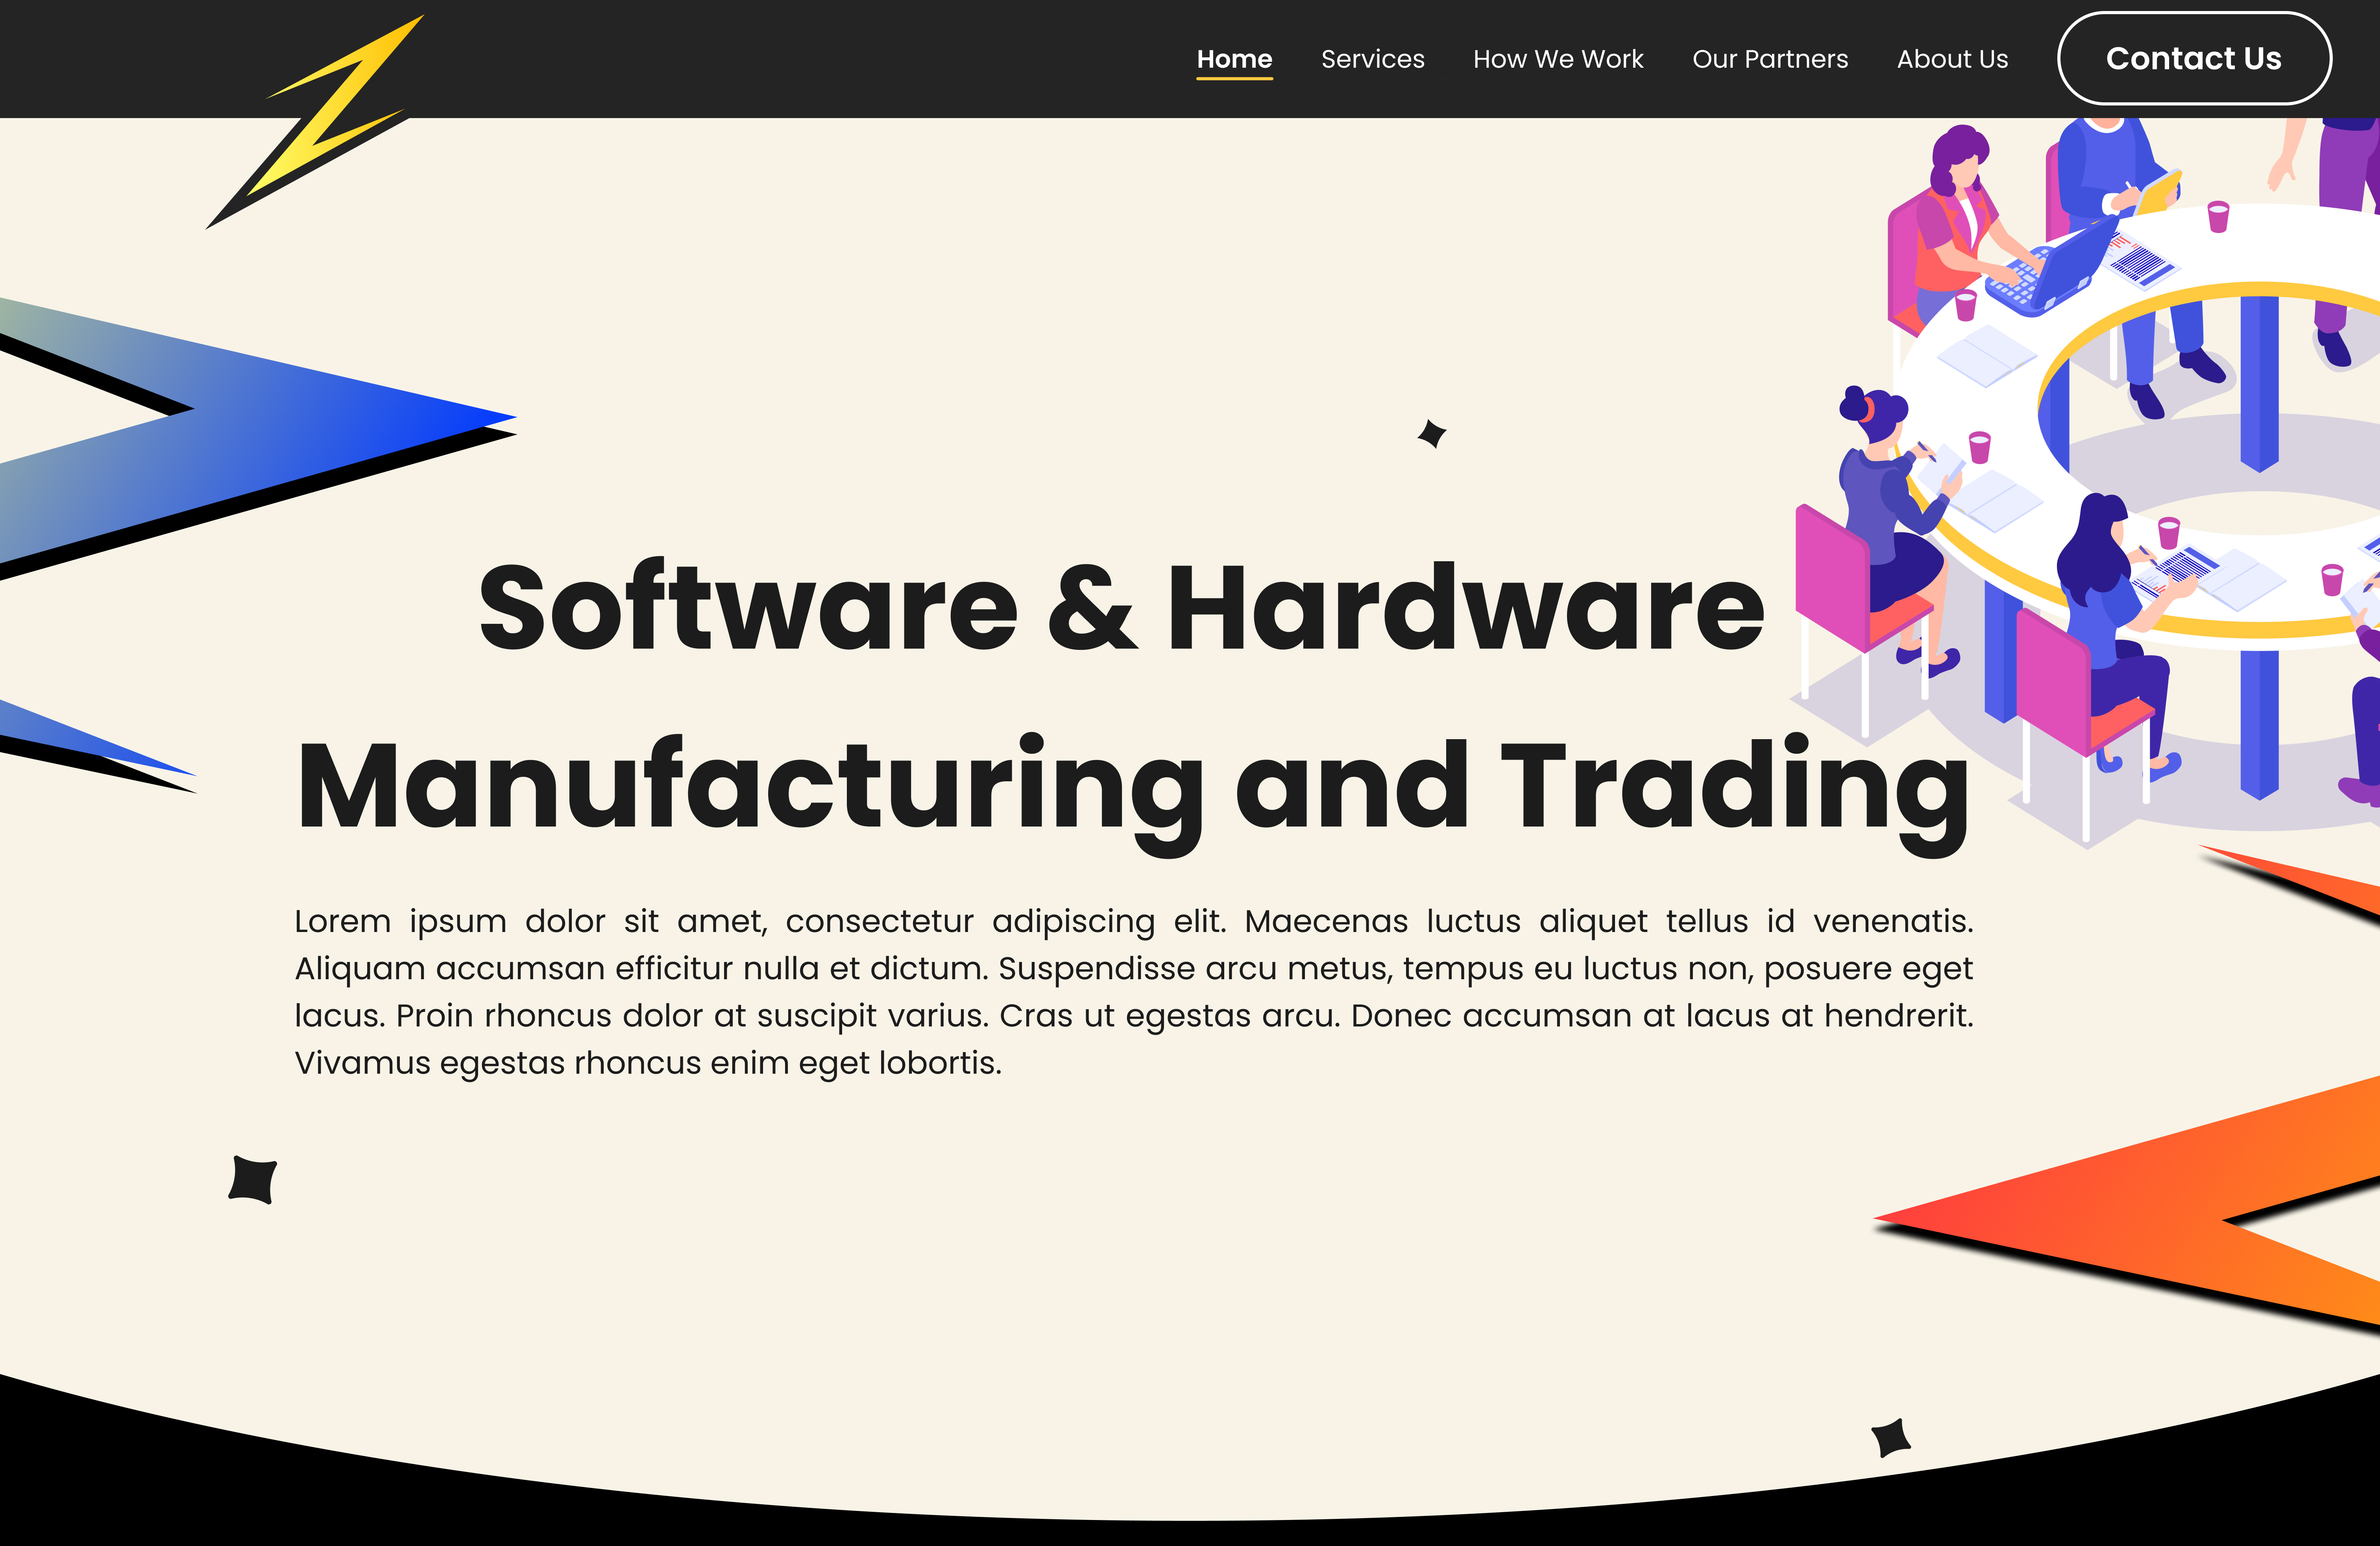 Home Services How We Work Our Partners About Us Contact Us
Software & Hardware
Manufacturing and Trading
Lorem ipsum dolor sit amet, consectetur adipiscing elit. Maecenas luctus aliquet tellus id venenatis.
Aliquam accumsan efficitur nulla et dictum. Suspendisse arcu metus, tempus eu luctus non, posuere eget
lacus. Proin rhoncus dolor at suscipit varius. Cras ut egestas arcu. Donec accumsan at lacus at hendrerit.
Vivamus egestas rhoncus enim eget lobortis.